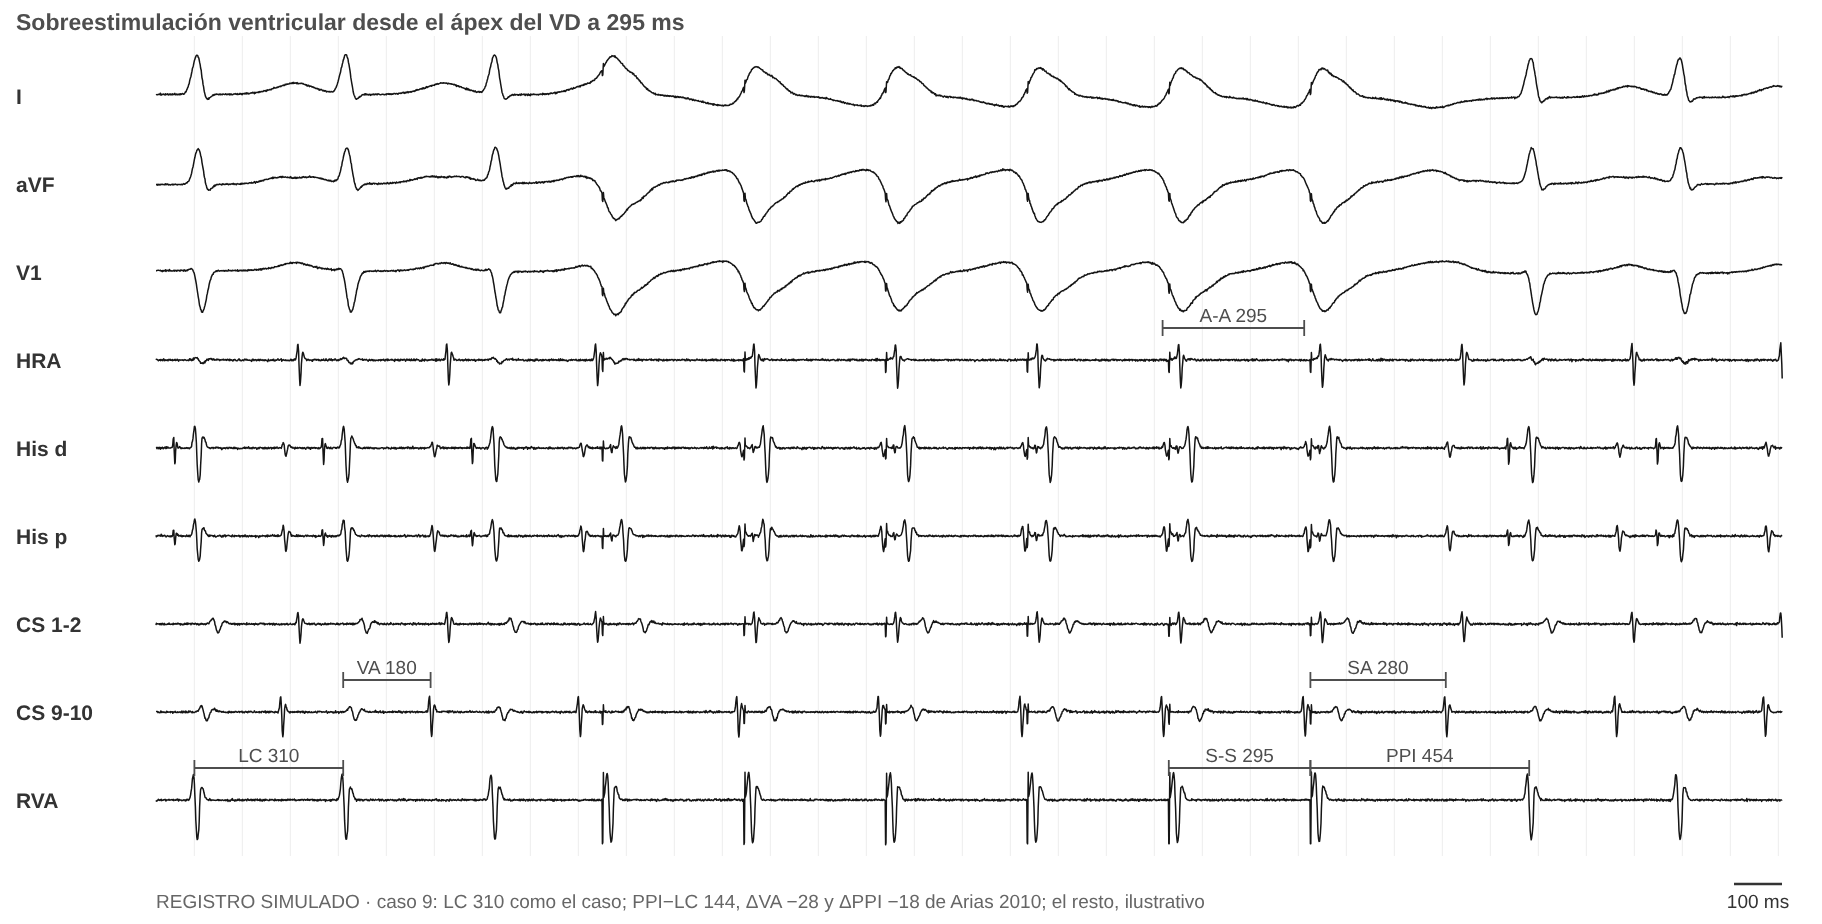 Sobreestimulación ventricular desde el ápex del VD a 295 ms
I
aVF
V1
A-A 295
HRA
His d
His p
CS 1-2
VA 180
SA 280
CS 9-10
LC 310
S-S 295
PPI 454
RVA
REGISTRO SIMULADO · caso 9: LC 310 como el caso; PPI−LC 144, ΔVA −28 y ΔPPI −18 de Arias 2010; el resto, ilustrativo
100 ms